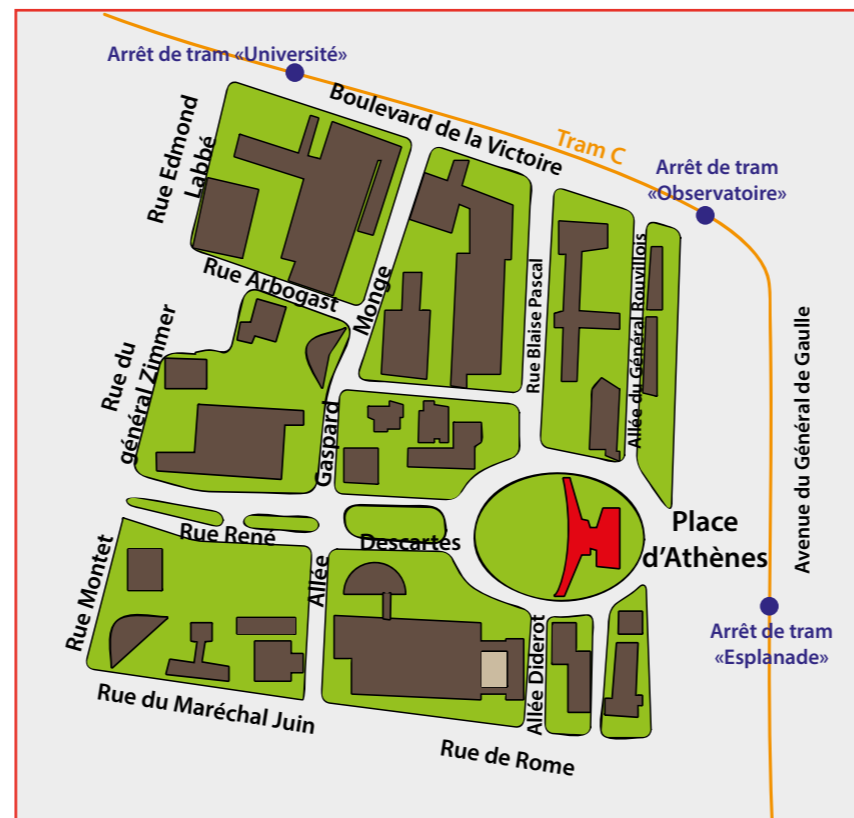 Arrêt de tram «Université»
Boulevard de la Victoire
Tram C
Arrêt de tram
«Observatoire»
Rue Edmond
Labbé
Rue Arbogast
Monge
Rue Blaise Pascal
Allée du Général Rouvillois
Avenue du Général de Gaulle
Rue du
général Zimmer
Gaspard
Rue René
Descartes
Place
d'Athènes
Allée
Rue Montet
Allée Diderot
Arrêt de tram
«Esplanade»
Rue du Maréchal Juin
Rue de Rome